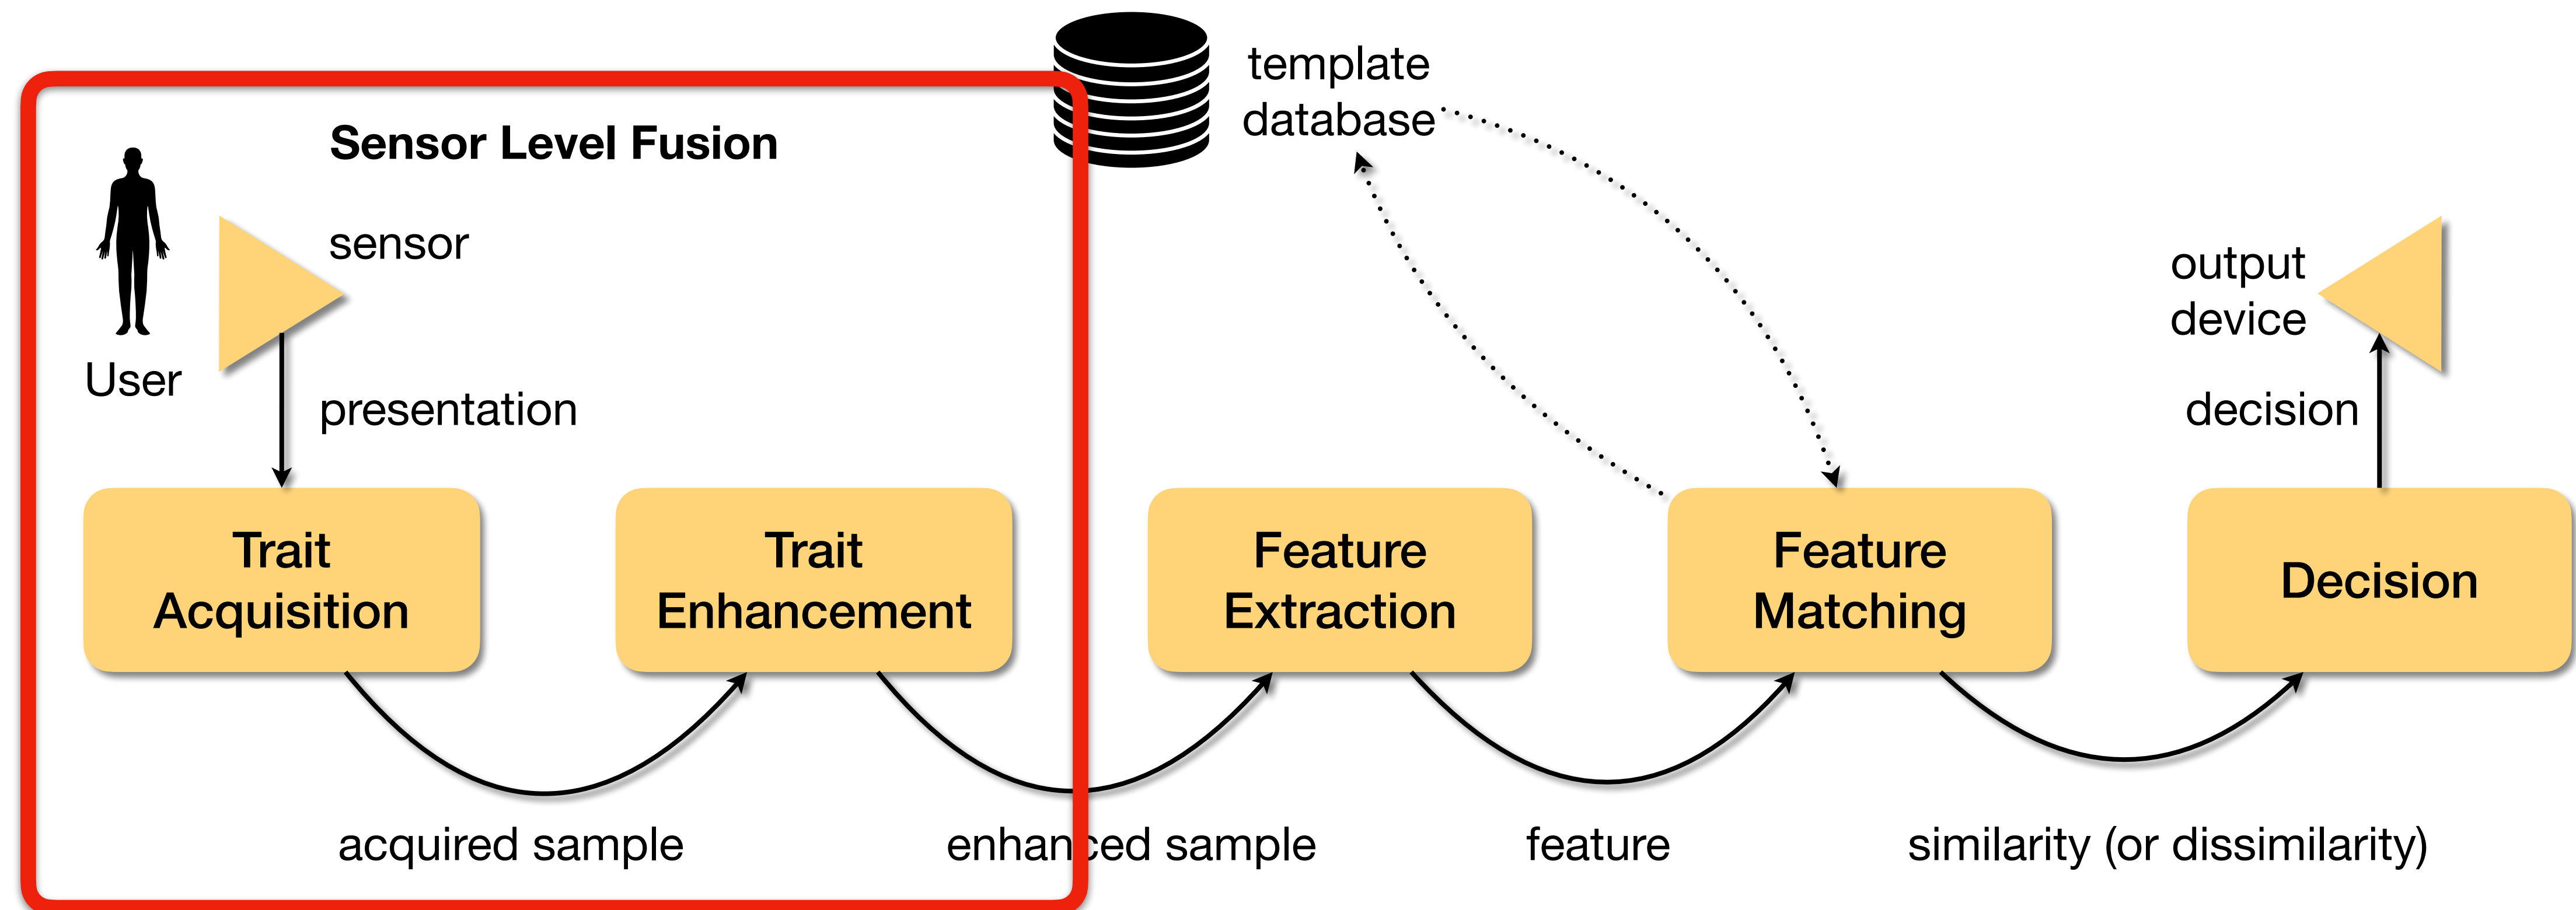 template
database
Sensor Level Fusion
sensor
User
presentation
output
device
decision
Trait
Acquisition
Trait
Enhancement
Feature
Extraction
Feature
Matching
Decision
acquired sample
enhanced sample
feature
similarity (or dissimilarity)